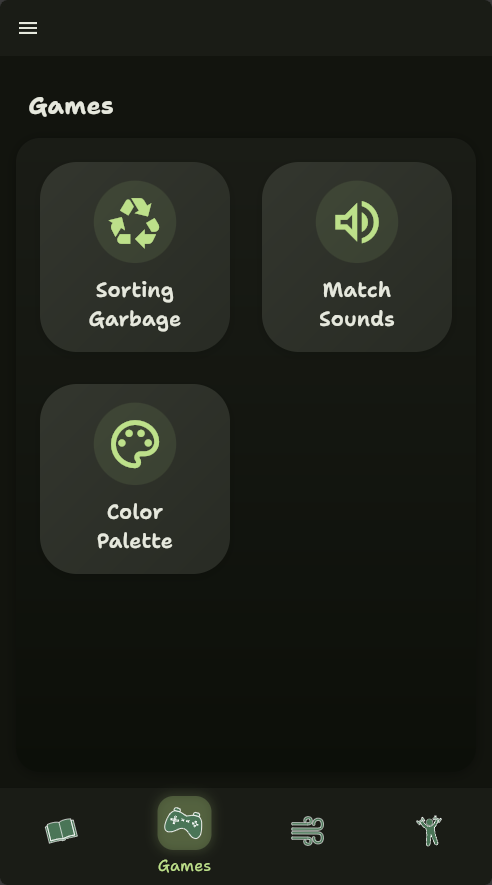 Games
Sorting
Garbage
Match
Sounds
Color
Palette
Games